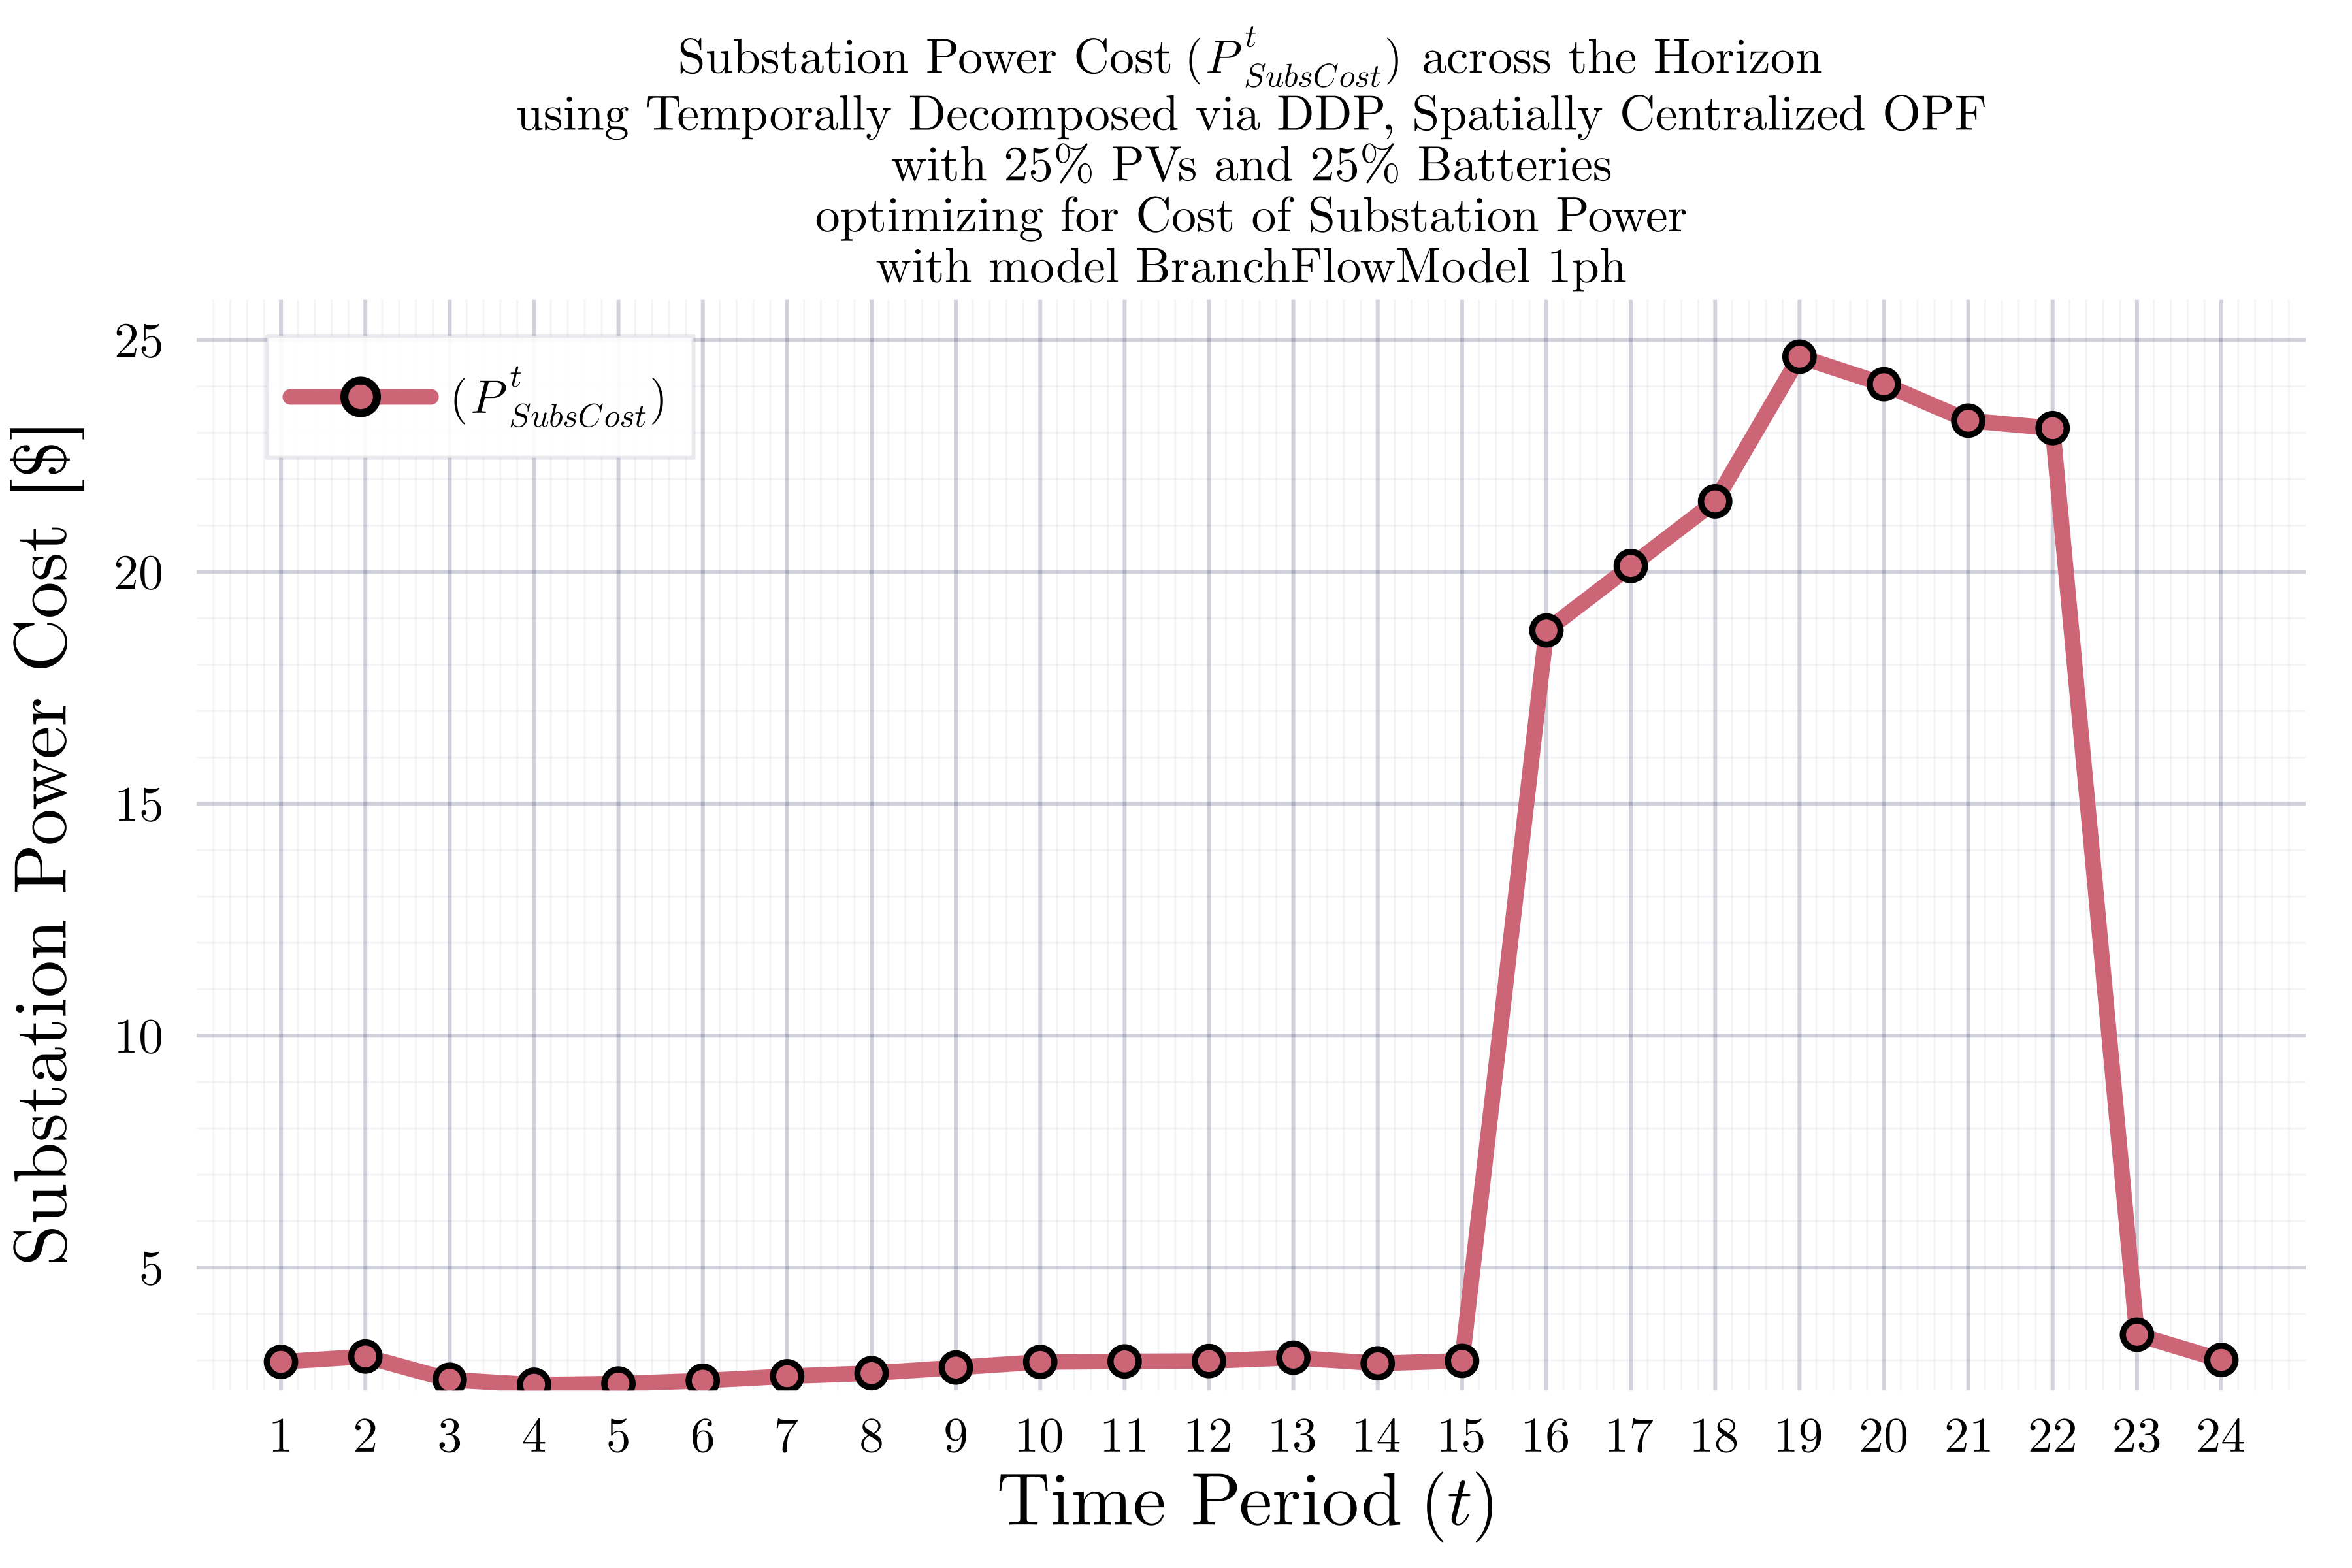 Substation Power Cost (P^t_SubsCost) across the Horizon
using Temporally Decomposed via DDP, Spatially Centralized OPF
with 25% PVs and 25% Batteries
optimizing for Cost of Substation Power
with model BranchFlowModel 1ph
(P^t_SubsCost)
Substation Power Cost [$]
25
20
15
10
5
1 2 3 4 5 6 7 8 9 10 11 12 13 14 15 16 17 18 19 20 21 22 23 24
Time Period (t)